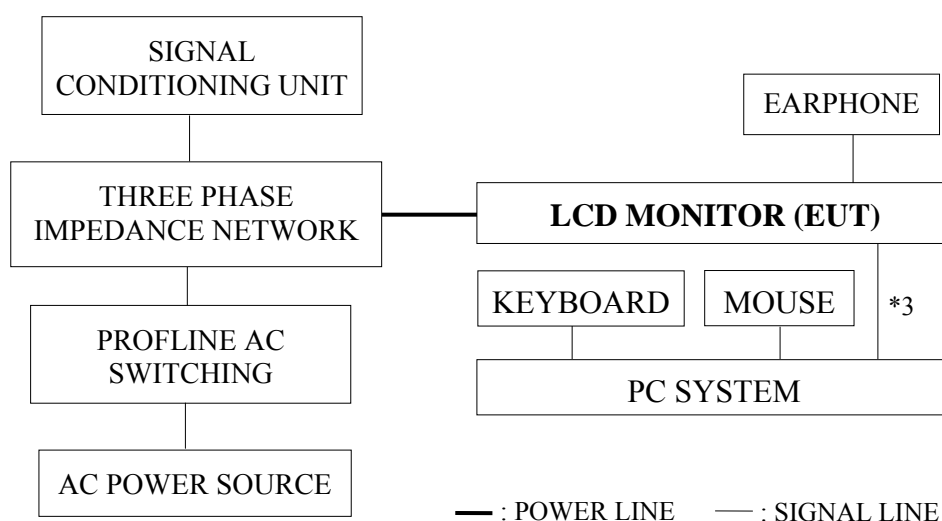 SIGNAL
CONDITIONING UNIT
THREE PHASE
IMPEDANCE NETWORK
PROFLINE AC
SWITCHING
AC POWER SOURCE
EARPHONE
LCD MONITOR (EUT)
KEYBOARD
MOUSE
*3
PC SYSTEM
: POWER LINE
: SIGNAL LINE